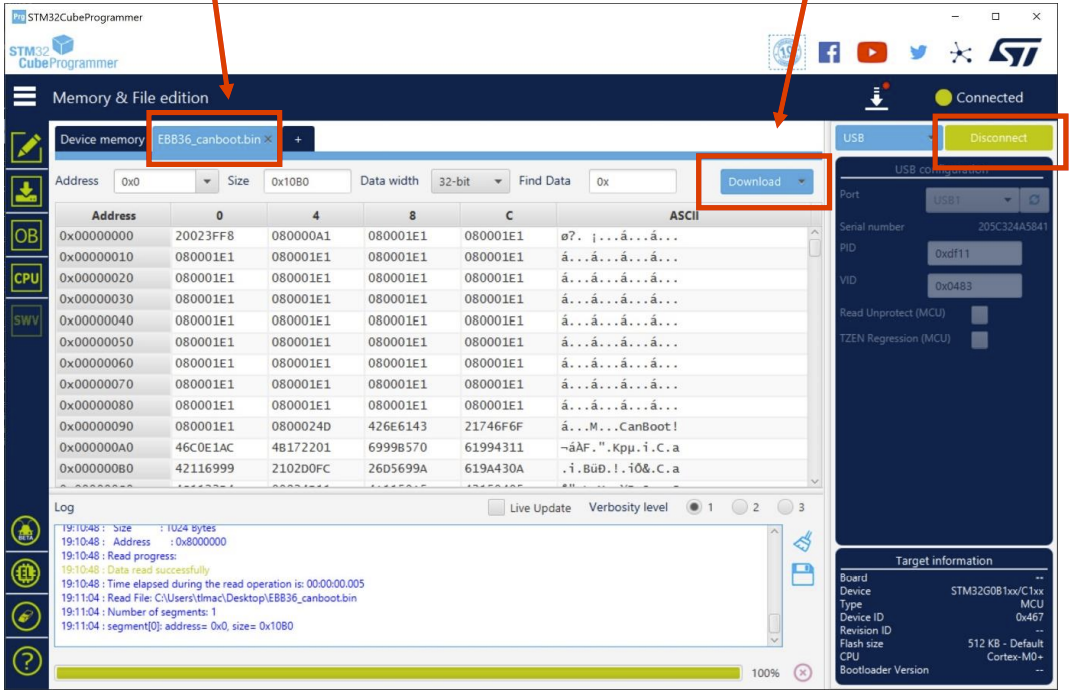 Prg STM32CubeProgrammer
STM32
CubeProgrammer
Memory & File edition
Connected
Device memory EBB36_canboot.bin × +
USB Disconnect
Address 0x0 Size 0x10B0 Data width 32-bit Find Data 0x Download
USB configuration
Port USB1
Serial number 205C324A5841
PID 0xdf11
VID 0x0483
Read Unprotect (MCU)
TZEN Regression (MCU)
Address 0 4 8 C ASCII
0x00000000 20023FF8 080000A1 080001E1 080001E1 ø?. ¡...á...á...
0x00000010 080001E1 080001E1 080001E1 080001E1 á...á...á...á...
0x00000020 080001E1 080001E1 080001E1 080001E1 á...á...á...á...
0x00000030 080001E1 080001E1 080001E1 080001E1 á...á...á...á...
0x00000040 080001E1 080001E1 080001E1 080001E1 á...á...á...á...
0x00000050 080001E1 080001E1 080001E1 080001E1 á...á...á...á...
0x00000060 080001E1 080001E1 080001E1 080001E1 á...á...á...á...
0x00000070 080001E1 080001E1 080001E1 080001E1 á...á...á...á...
0x00000080 080001E1 080001E1 080001E1 080001E1 á...á...á...á...
0x00000090 080001E1 0800024D 426E6143 21746F6F á...M...CanBoot!
0x000000A0 46C0E1AC 4B172201 6999B570 61994311 ¬áÀF.".Kpµ.i.C.a
0x000000B0 42116999 2102D0FC 26D5699A 619A430A .i.BüÐ.!.iÕ&.C.a
OB
CPU
SWV
Log Live Update Verbosity level 1 2 3
19:10:48 : Size : 1024 Bytes
19:10:48 : Address : 0x8000000
19:10:48 : Read progress:
19:10:48 : Data read successfully
19:10:48 : Time elapsed during the read operation is: 00:00:00.005
19:11:04 : Read File: C:\Users\tlmac\Desktop\EBB36_canboot.bin
19:11:04 : Number of segments: 1
19:11:04 : segment[0]: address= 0x0, size= 0x10B0
100%
Target information
Board --
Device STM32G0B1xx/C1xx
Type MCU
Device ID 0x467
Revision ID --
Flash size 512 KB - Default
CPU Cortex-M0+
Bootloader Version --